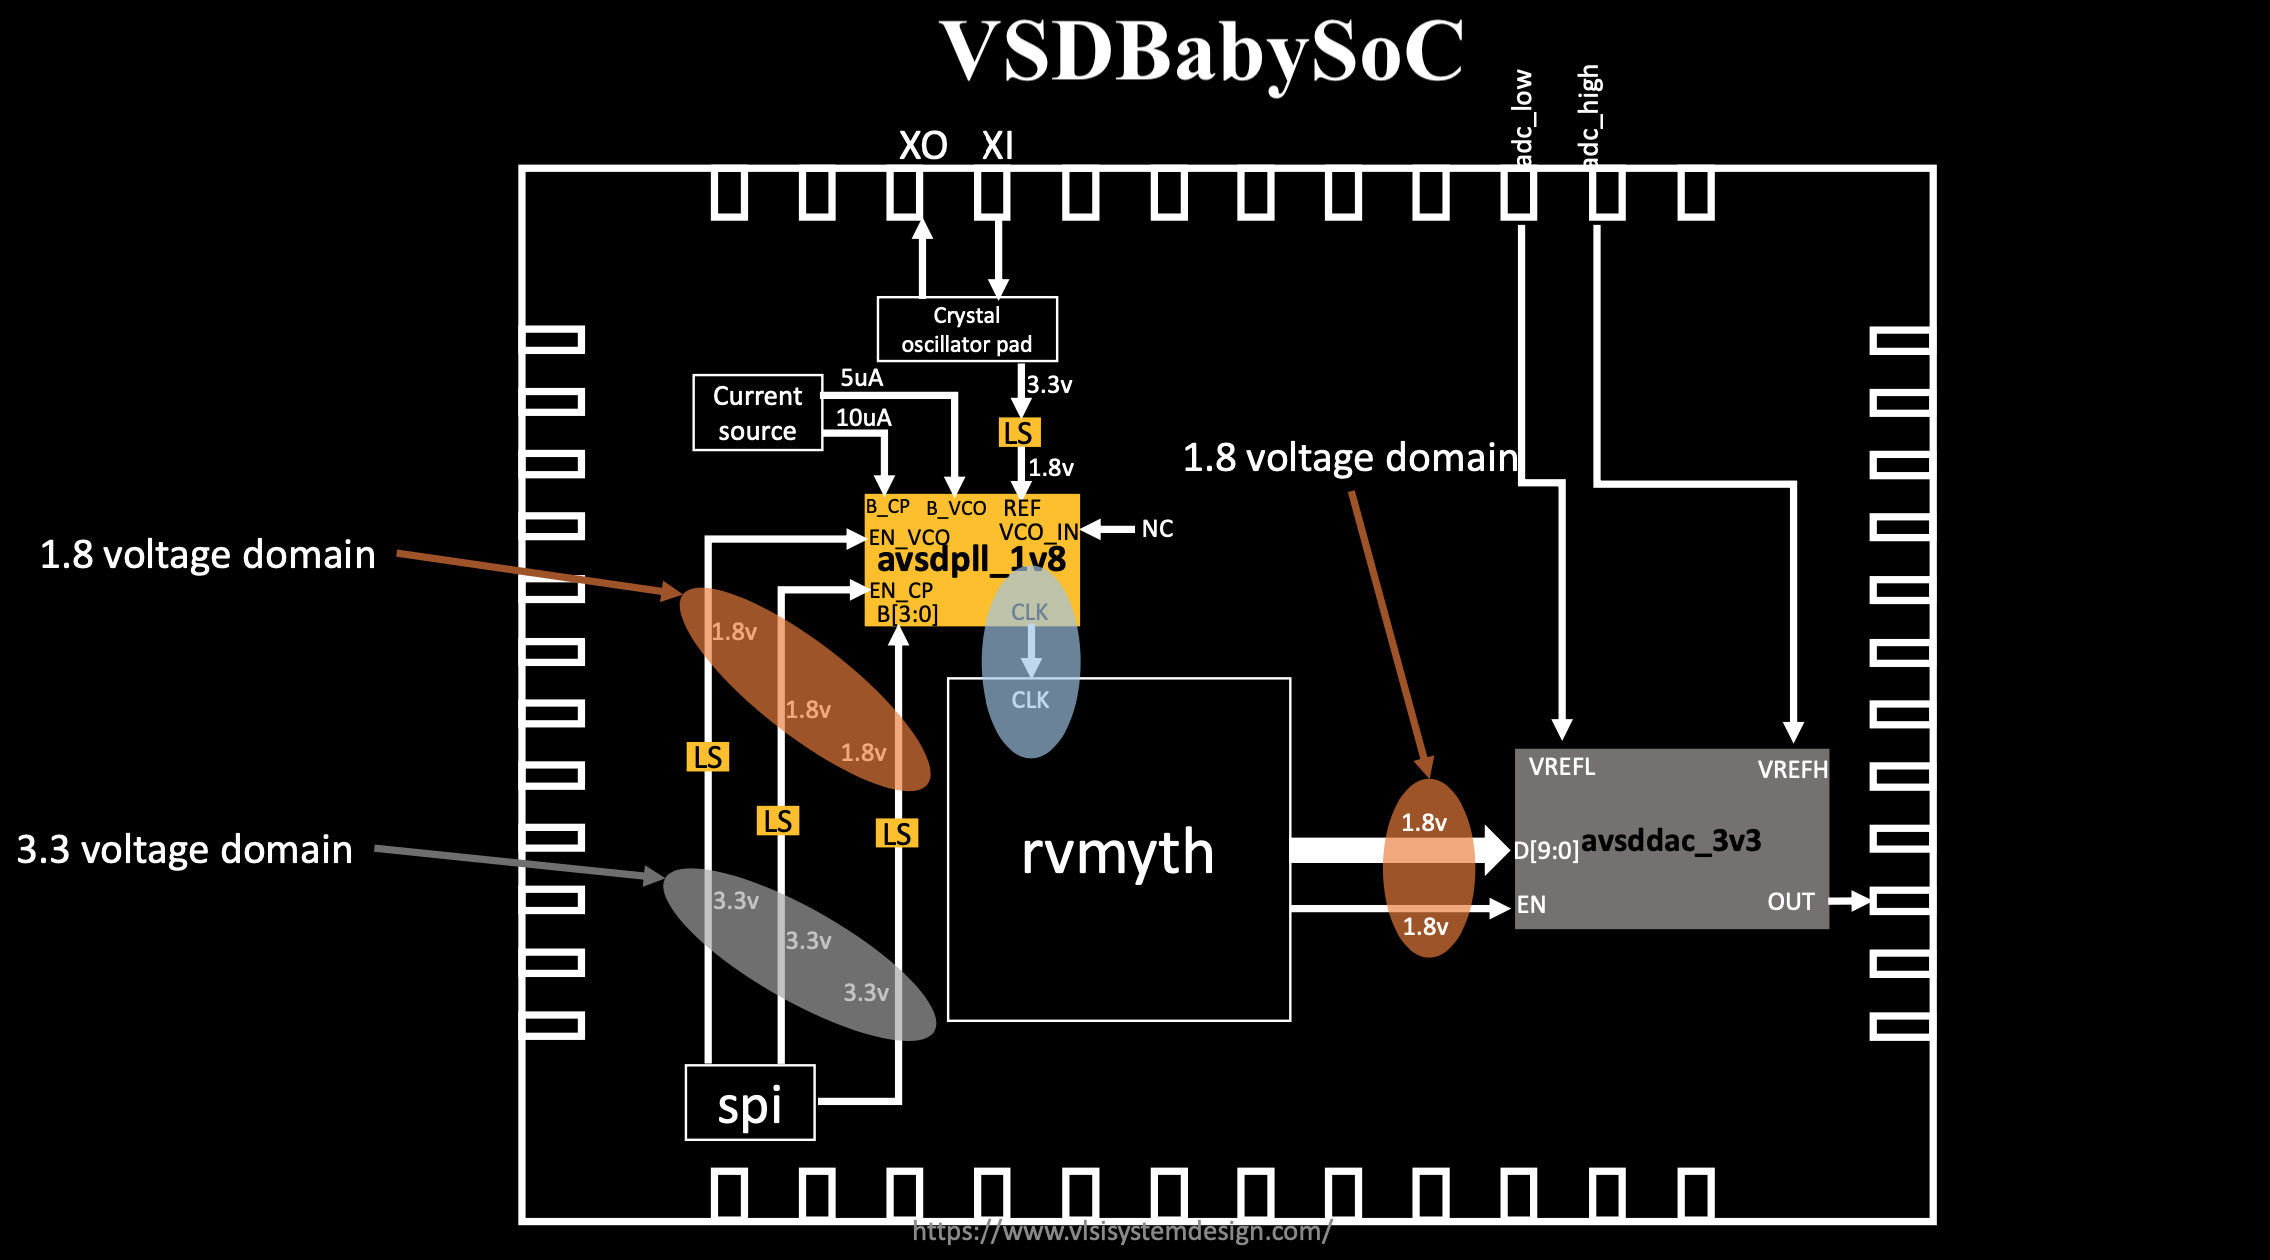 VSDBabySoC
adc_low
adc_high
XO
XI
Crystal
oscillator pad
Current
source
5uA
10uA
3.3v
LS
1.8v
1.8 voltage domain
B_CP
B_VCO
REF
EN_VCO
VCO_IN
NC
avsdpll_1v8
EN_CP
B[3:0]
CLK
1.8 voltage domain
1.8v
1.8v
1.8v
CLK
LS
LS
LS
VREFL
VREFH
1.8v
D[9:0]
avsddac_3v3
rvmyth
3.3 voltage domain
3.3v
3.3v
3.3v
EN
OUT
1.8v
spi
https://www.vlsisystemdesign.com/